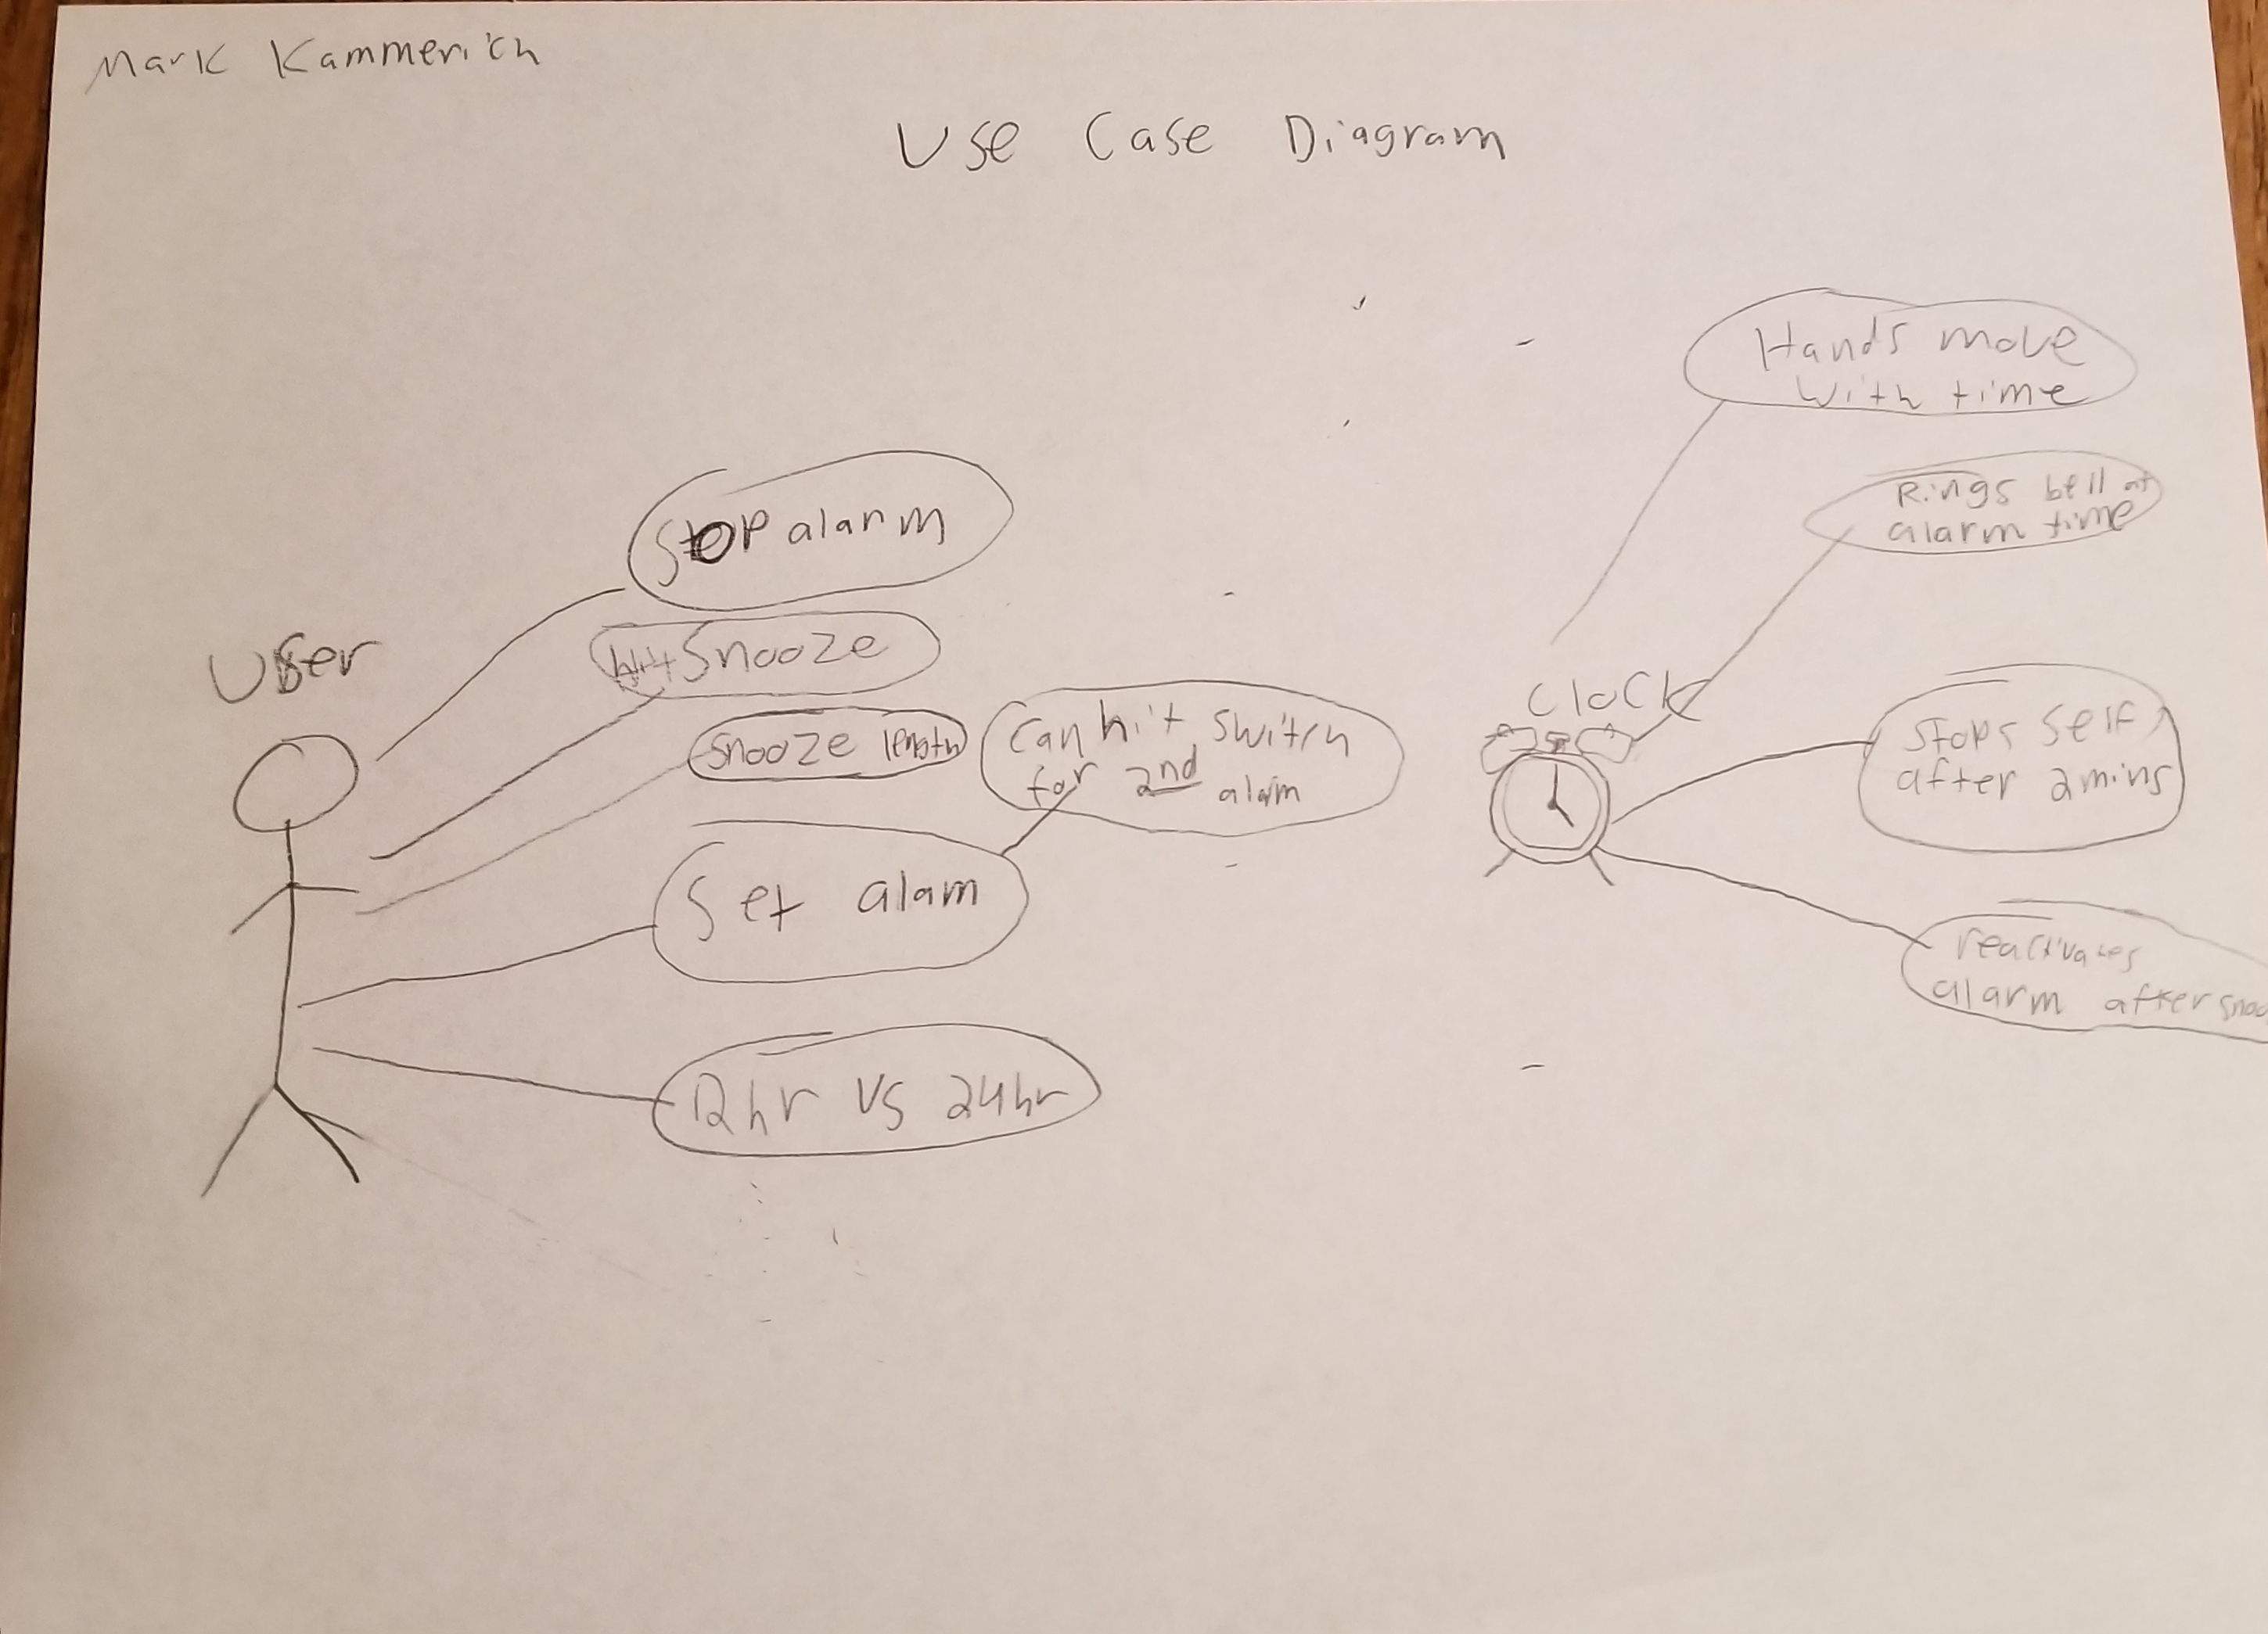 Mark Kammerich
Use Case Diagram
User
Stop alarm
hit Snooze
Snooze length
Can hit switch
for 2nd alarm
Set alam
12hr VS 24hr
Clock
Hands move
with time
Rings bell at
alarm time
Stops self
after 2mins
reactivates
alarm after snoo